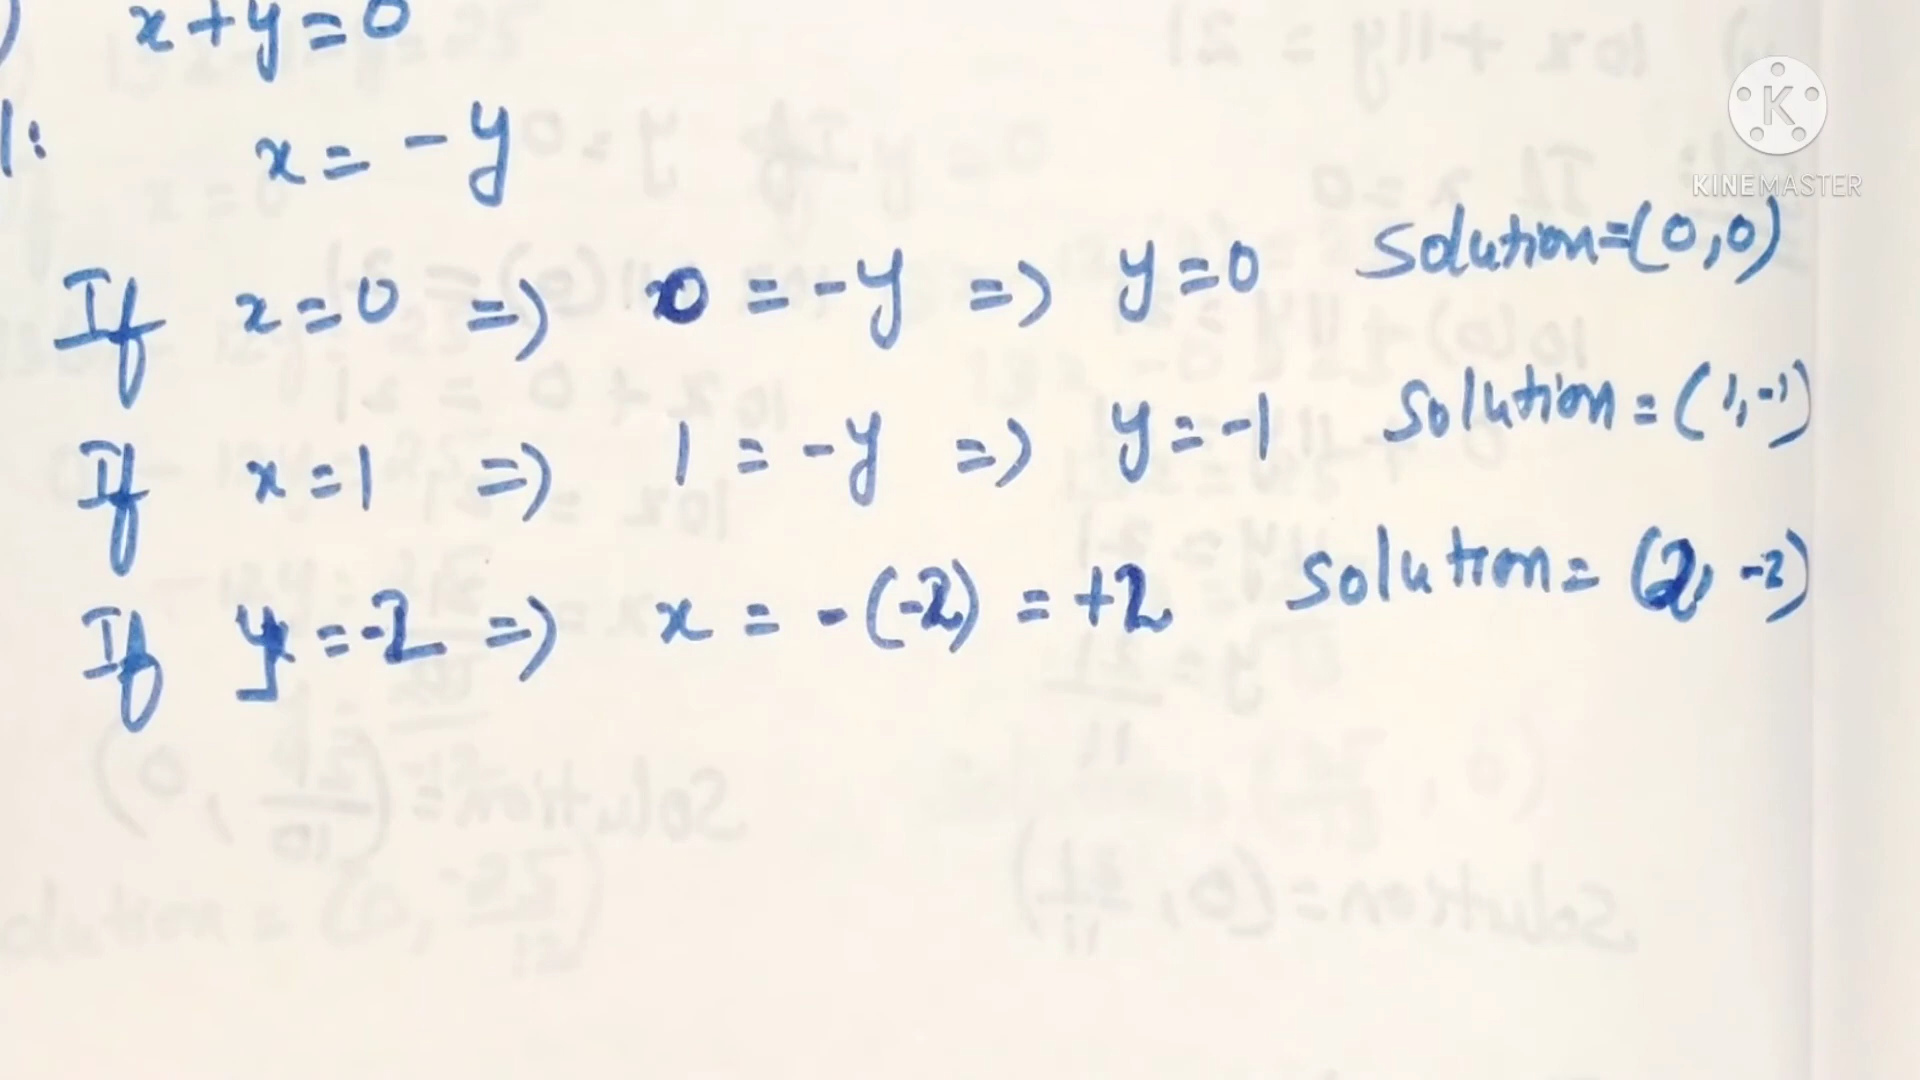 x+y=0
1: x = -y
If x=0 => 0 = -y => y=0 Solution=(0,0)
If x=1 => 1 = -y => y=-1 Solution=(1,-1)
If y=-2 => x = -(-2) = +2 Solution= (2, -2)
K
KINEMASTER